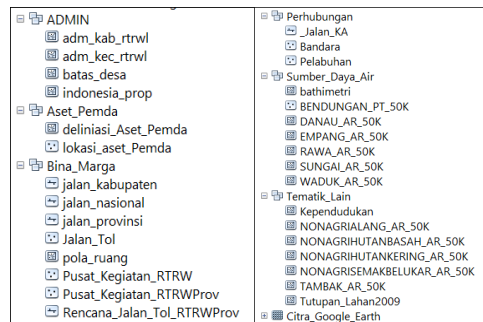 ADMIN
adm_kab_rtrwl
adm_kec_rtrwl
batas_desa
indonesia_prop
Aset_Pemda
deliniasi_Aset_Pemda
lokasi_aset_Pemda
Bina_Marga
jalan_kabupaten
jalan_nasional
jalan_provinsi
Jalan_Tol
pola_ruang
Pusat_Kegiatan_RTRW
Pusat_Kegiatan_RTRWProv
Rencana_Jalan_Tol_RTRWProv
Perhubungan
_Jalan_KA
Bandara
Pelabuhan
Sumber_Daya_Air
bathimetri
BENDUNGAN_PT_50K
DANAU_AR_50K
EMPANG_AR_50K
RAWA_AR_50K
SUNGAI_AR_50K
WADUK_AR_50K
Tematik_Lain
Kependudukan
NONAGRIALANG_AR_50K
NONAGRIHUTANBASAH_AR_50K
NONAGRIHUTANKERING_AR_50K
NONAGRISEMAKBELUKAR_AR_50K
TAMBAK_AR_50K
Tutupan_Lahan2009
Citra_Google_Earth